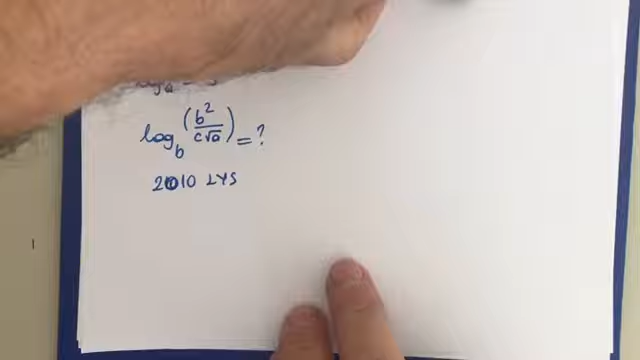 log_b (b²/c√a) = ?
2010 LYS